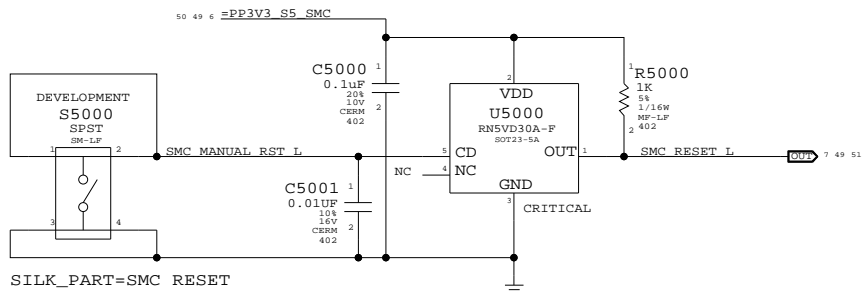 50 49 6 =PP3V3_S5_SMC
DEVELOPMENT
S5000
SPST
SM-LF
1
2
3
4
SILK_PART=SMC RESET
SMC_MANUAL_RST_L
C5000
0.1uF
20%
10V
CERM
402
1
2
C5001
0.01UF
10%
16V
CERM
402
1
2
NC
2
VDD
U5000
RN5VD30A-F
SOT23-5A
5 CD
4 NC
OUT 1
GND
3
CRITICAL
1
R5000
1K
5%
1/16W
MF-LF
402
2
SMC_RESET_L
OUT 7 49 51